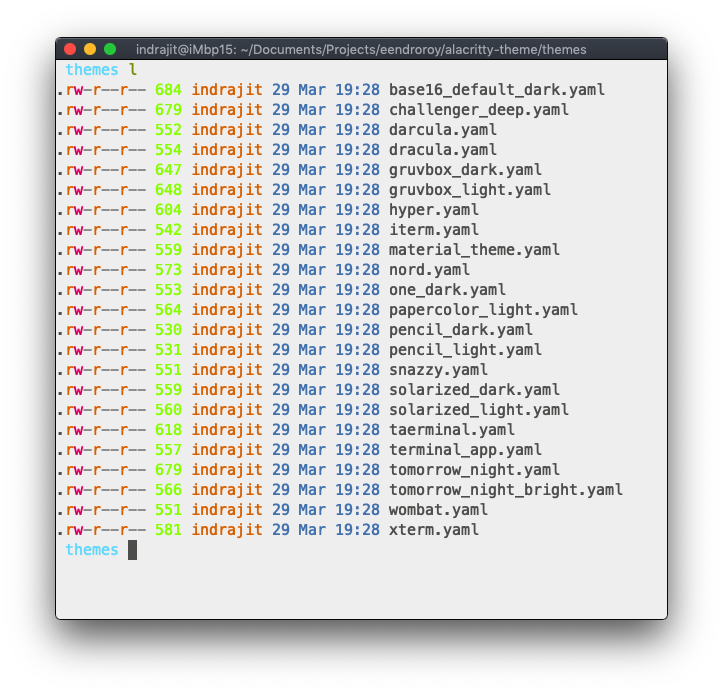 indrajit@iMbp15: ~/Documents/Projects/eendroroy/alacritty-theme/themes
themes l
.rw-r--r-- 684 indrajit 29 Mar 19:28 base16_default_dark.yaml
.rw-r--r-- 679 indrajit 29 Mar 19:28 challenger_deep.yaml
.rw-r--r-- 552 indrajit 29 Mar 19:28 darcula.yaml
.rw-r--r-- 554 indrajit 29 Mar 19:28 dracula.yaml
.rw-r--r-- 647 indrajit 29 Mar 19:28 gruvbox_dark.yaml
.rw-r--r-- 648 indrajit 29 Mar 19:28 gruvbox_light.yaml
.rw-r--r-- 604 indrajit 29 Mar 19:28 hyper.yaml
.rw-r--r-- 542 indrajit 29 Mar 19:28 iterm.yaml
.rw-r--r-- 559 indrajit 29 Mar 19:28 material_theme.yaml
.rw-r--r-- 573 indrajit 29 Mar 19:28 nord.yaml
.rw-r--r-- 553 indrajit 29 Mar 19:28 one_dark.yaml
.rw-r--r-- 564 indrajit 29 Mar 19:28 papercolor_light.yaml
.rw-r--r-- 530 indrajit 29 Mar 19:28 pencil_dark.yaml
.rw-r--r-- 531 indrajit 29 Mar 19:28 pencil_light.yaml
.rw-r--r-- 551 indrajit 29 Mar 19:28 snazzy.yaml
.rw-r--r-- 559 indrajit 29 Mar 19:28 solarized_dark.yaml
.rw-r--r-- 560 indrajit 29 Mar 19:28 solarized_light.yaml
.rw-r--r-- 618 indrajit 29 Mar 19:28 taerminal.yaml
.rw-r--r-- 557 indrajit 29 Mar 19:28 terminal_app.yaml
.rw-r--r-- 679 indrajit 29 Mar 19:28 tomorrow_night.yaml
.rw-r--r-- 566 indrajit 29 Mar 19:28 tomorrow_night_bright.yaml
.rw-r--r-- 551 indrajit 29 Mar 19:28 wombat.yaml
.rw-r--r-- 581 indrajit 29 Mar 19:28 xterm.yaml
themes